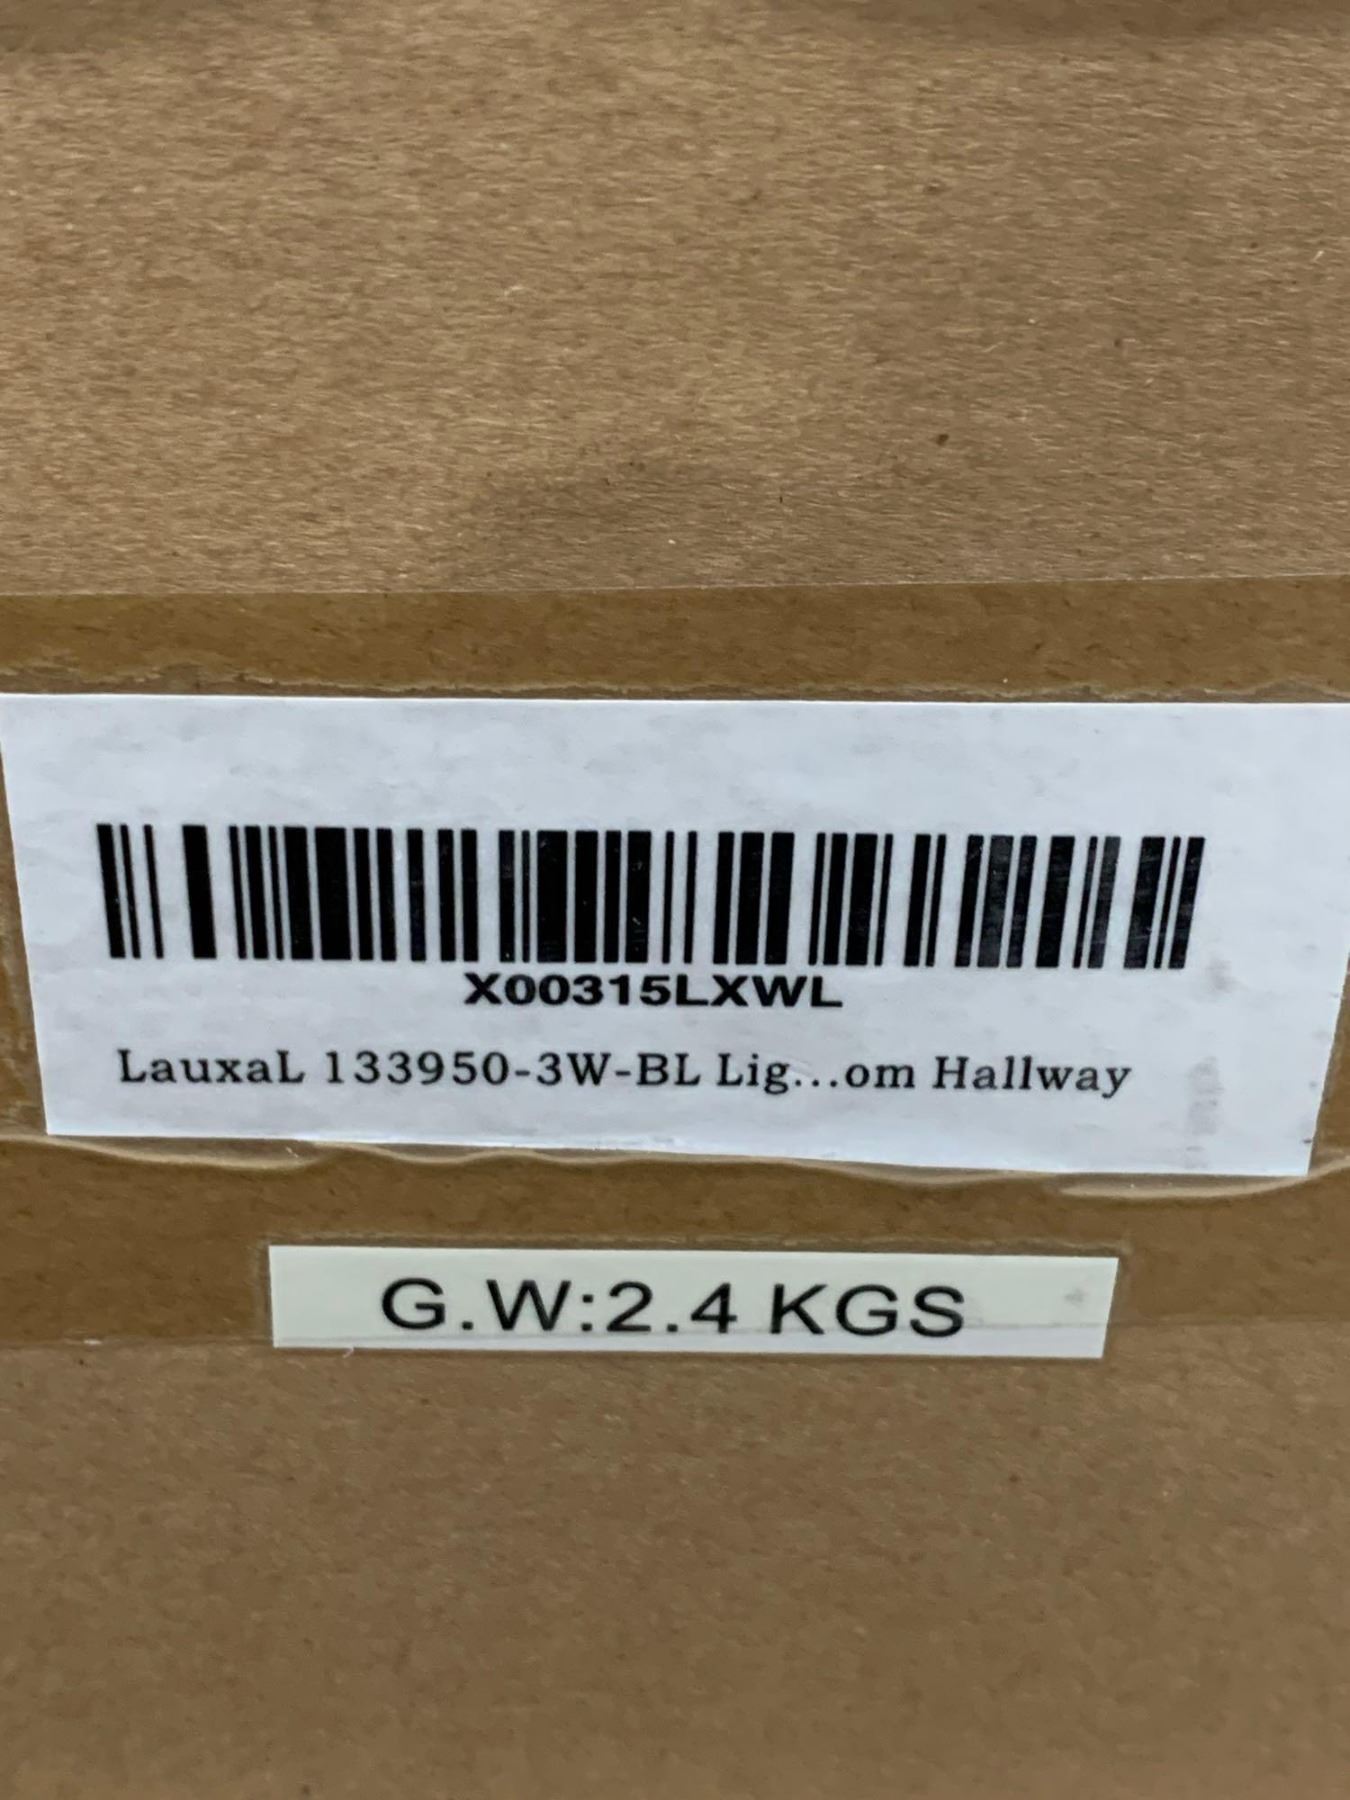 X00315LXWL
LauxaL 133950-3W-BL Lig...om Hallway
G.W:2.4 KGS